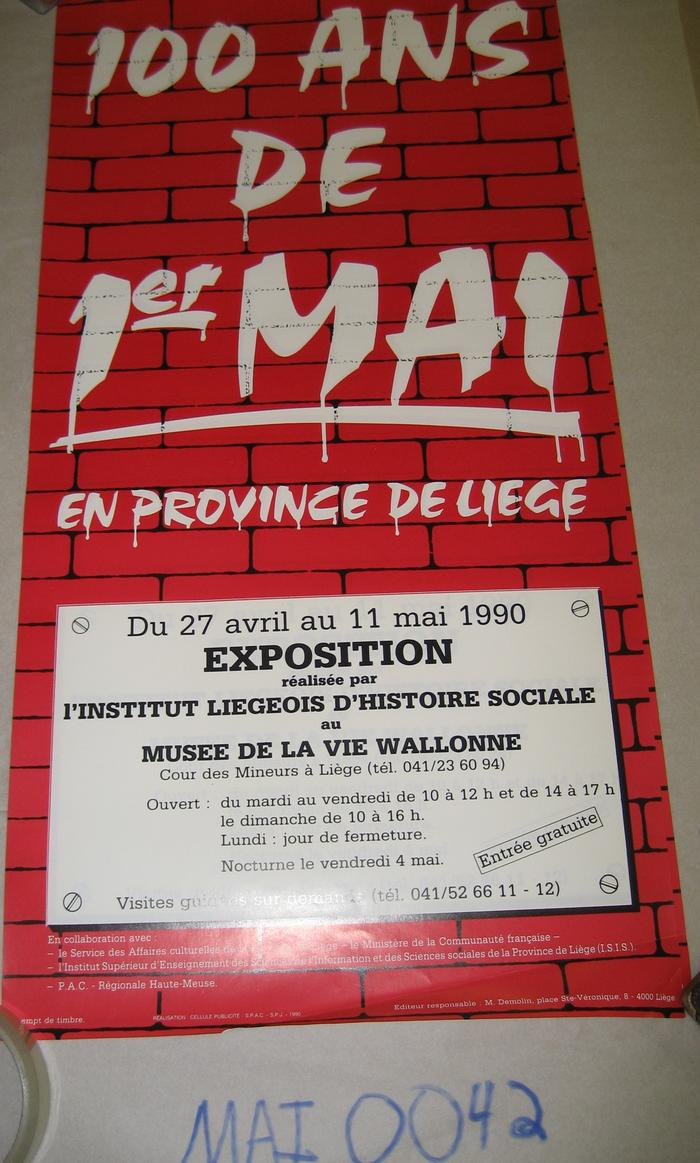 100 ANS
DE
1er MAI
EN PROVINCE DE LIEGE
Du 27 avril au 11 mai 1990
EXPOSITION
réalisée par
l'INSTITUT LIEGEOIS D'HISTOIRE SOCIALE
au
MUSEE DE LA VIE WALLONNE
Cour des Mineurs à Liège (tél. 041/23 60 94)
Ouvert : du mardi au vendredi de 10 à 12 h et de 14 à 17 h
le dimanche de 10 à 16 h.
Lundi : jour de fermeture.
Entrée gratuite
Nocturne le vendredi 4 mai.
Visites guidées sur demande (tél. 041/52 66 11 - 12)
En collaboration avec :
– le Service des Affaires culturelles de la Liège – le Ministère de la Communauté française –
– l'Institut Supérieur d'Enseignement des Sciences de l'Information et des Sciences sociales de la Province de Liège (I.S.I.S.).
– P.A.C. - Régionale Haute-Meuse.
Editeur responsable : M. Demolin, place Ste-Véronique, 8 - 4000 Liège
empt de timbre.
RÉALISATION : CELLULE PUBLICITÉ - S.P.A.C. - S.P.J. - 1990
MAI 0042